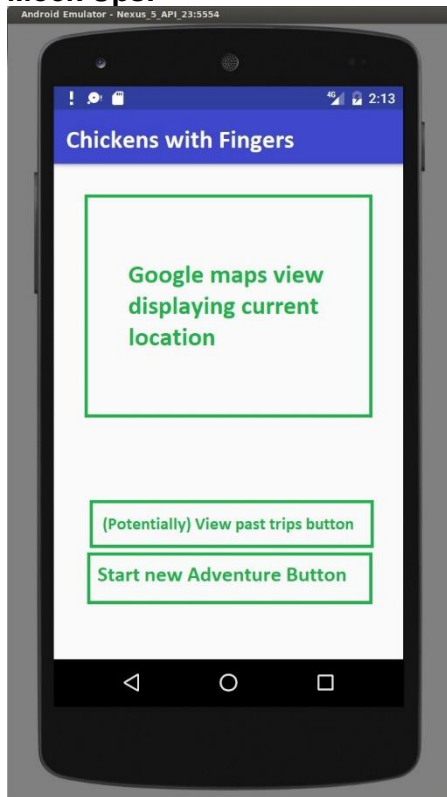 Mock Ups:
Android Emulator - Nexus_5_API_23:5554
4G 2:13
Chickens with Fingers
Google maps view
displaying current
location
(Potentially) View past trips button
Start new Adventure Button